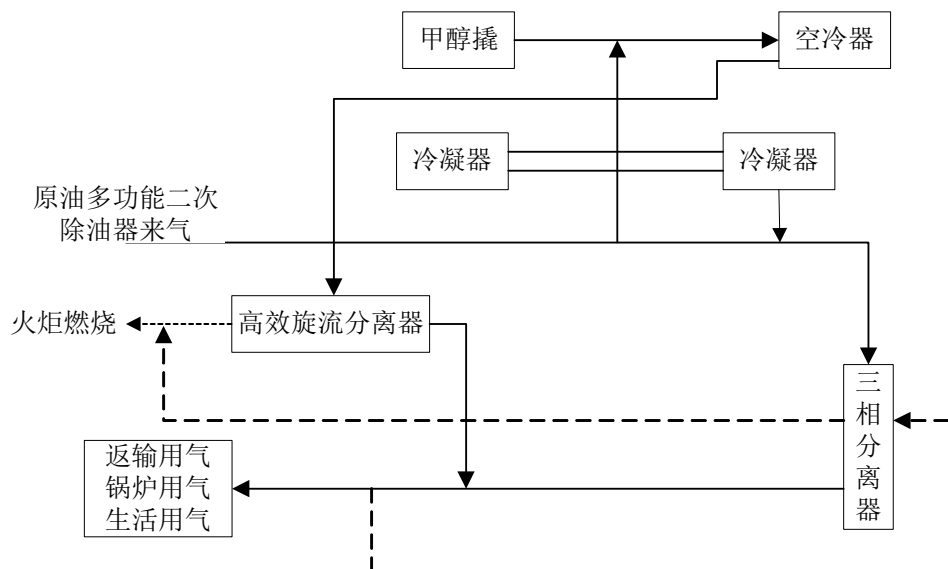 甲醇撬
空冷器
冷凝器
冷凝器
原油多功能二次
除油器来气
火炬燃烧
高效旋流分离器
三
相
分
离
器
返输用气
锅炉用气
生活用气